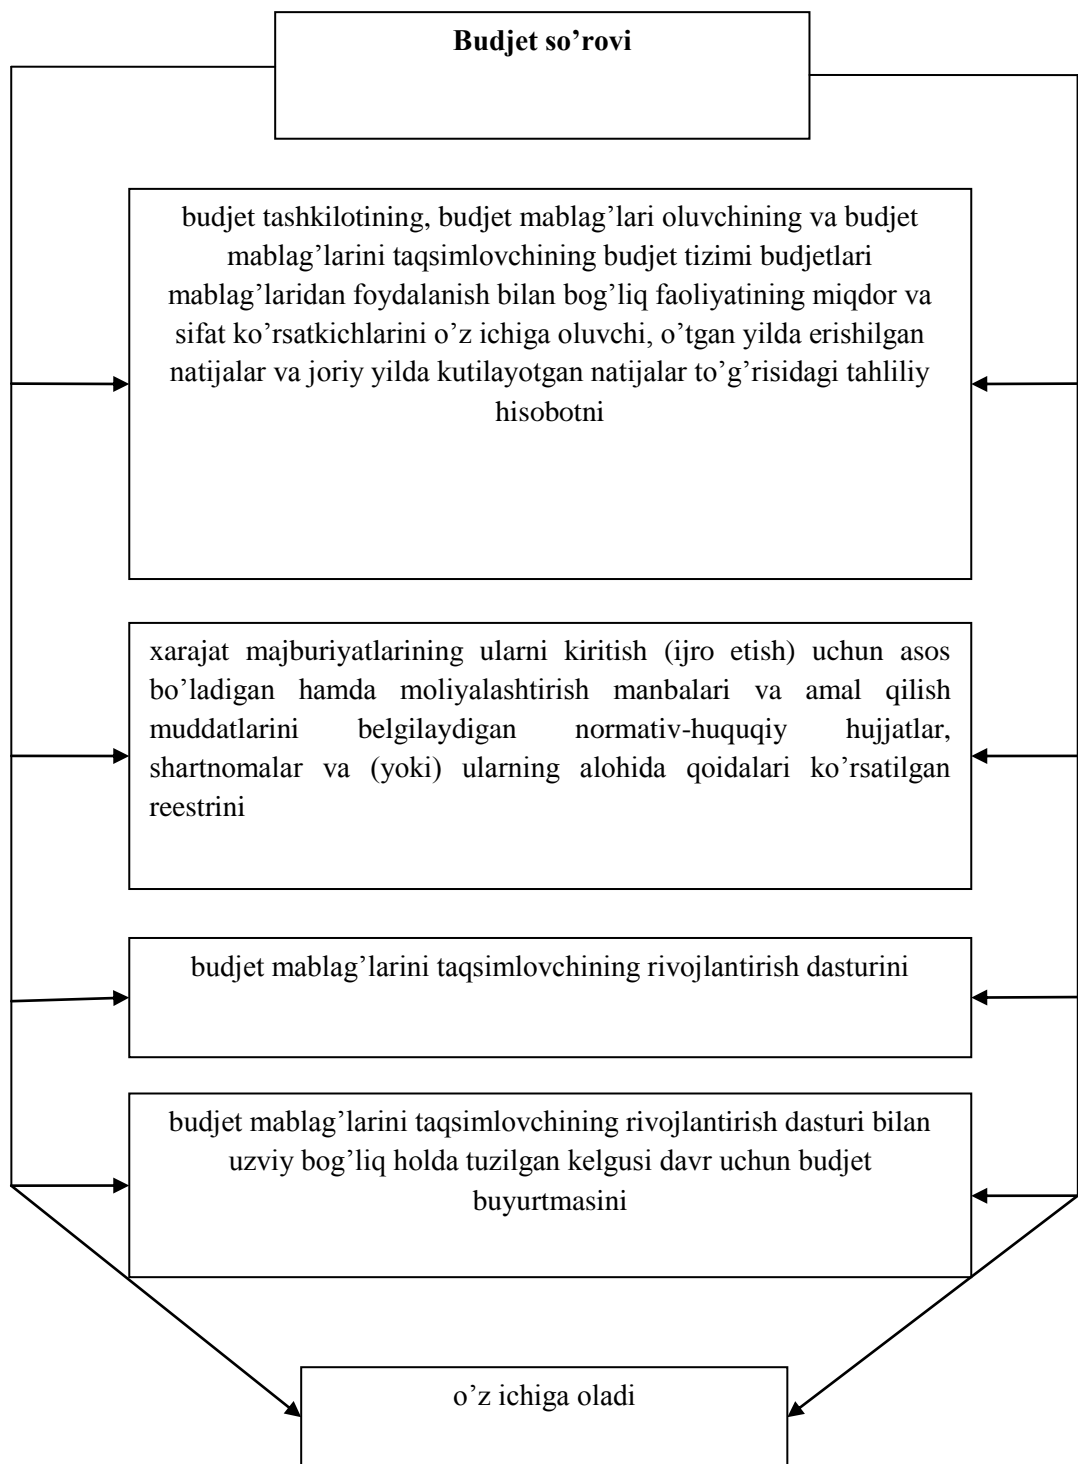 Budjet so’rovi
budjet tashkilotining, budjet mablag’lari oluvchining va budjet
mablag’larini taqsimlovchining budjet tizimi budjetlari
mablag’laridan foydalanish bilan bog’liq faoliyatining miqdor va
sifat ko’rsatkichlarini o’z ichiga oluvchi, o’tgan yilda erishilgan
natijalar va joriy yilda kutilayotgan natijalar to’g’risidagi tahliliy
hisobotni
xarajat majburiyatlarining ularni kiritish (ijro etish) uchun asos
bo’ladigan hamda moliyalashtirish manbalari va amal qilish
muddatlarini belgilaydigan normativ-huquqiy hujjatlar,
shartnomalar va (yoki) ularning alohida qoidalari ko’rsatilgan
reestrini
budjet mablag’larini taqsimlovchining rivojlantirish dasturini
budjet mablag’larini taqsimlovchining rivojlantirish dasturi bilan
uzviy bog’liq holda tuzilgan kelgusi davr uchun budjet
buyurtmasini
o’z ichiga oladi